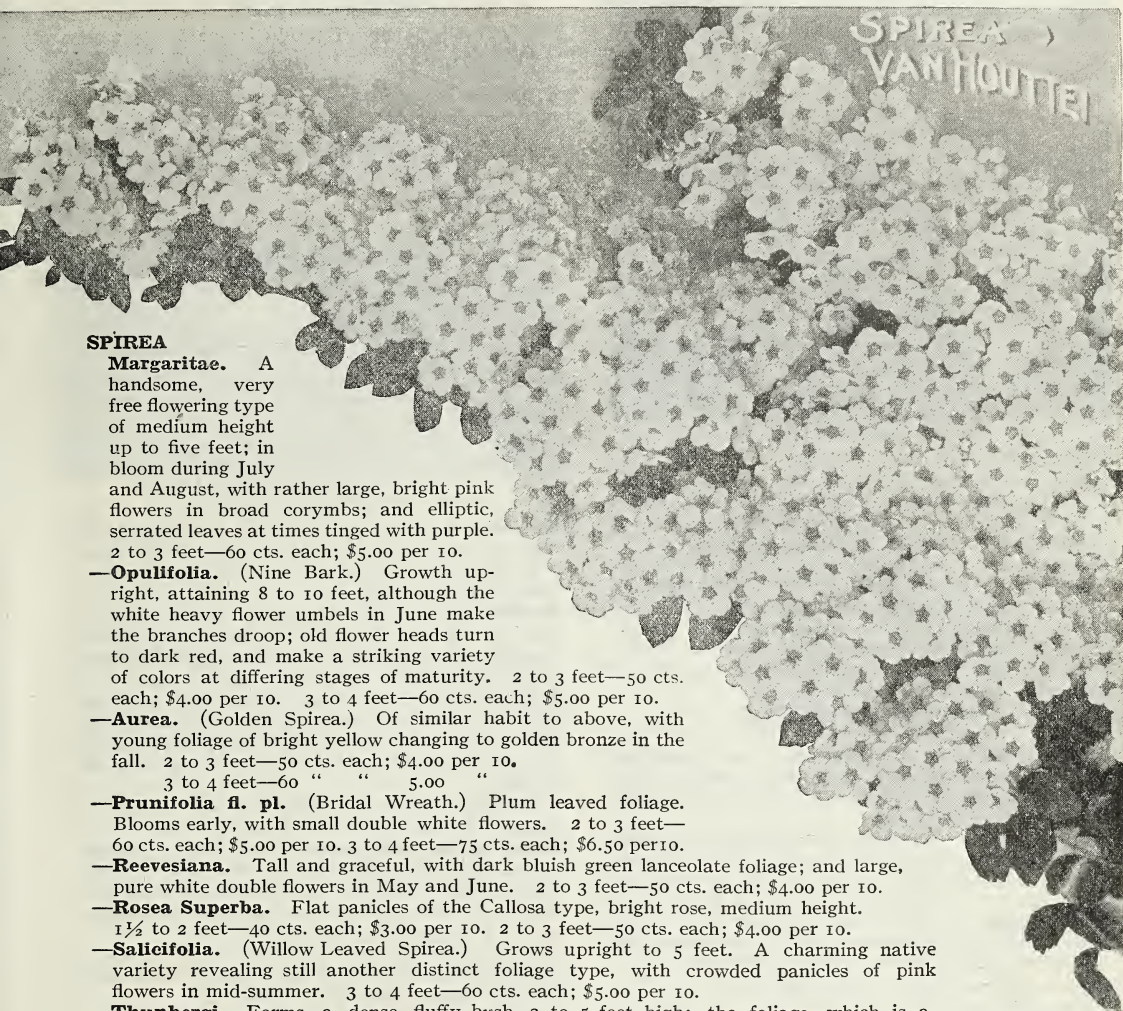 SPIREA
VAN HOUTTEI
SPIREA
Margaritae. A
handsome, very
free flowering type
of medium height
up to five feet; in
bloom during July
and August, with rather large, bright pink
flowers in broad corymbs; and elliptic,
serrated leaves at times tinged with purple.
2 to 3 feet—60 cts. each; $5.00 per 10.
—Opulifolia. (Nine Bark.) Growth up-
right, attaining 8 to 10 feet, although the
white heavy flower umbels in June make
the branches droop; old flower heads turn
to dark red, and make a striking variety
of colors at differing stages of maturity. 2 to 3 feet—50 cts.
each; $4.00 per 10. 3 to 4 feet—60 cts. each; $5.00 per 10.
—Aurea. (Golden Spirea.) Of similar habit to above, with
young foliage of bright yellow changing to golden bronze in the
fall. 2 to 3 feet—50 cts. each; $4.00 per 10.
3 to 4 feet—60 “ “ 5.00 “
—Prunifolia fl. pl. (Bridal Wreath.) Plum leaved foliage.
Blooms early, with small double white flowers. 2 to 3 feet—
60 cts. each; $5.00 per 10. 3 to 4 feet—75 cts. each; $6.50 per10.
—Reevesiana. Tall and graceful, with dark bluish green lanceolate foliage; and large,
pure white double flowers in May and June. 2 to 3 feet—50 cts. each; $4.00 per 10.
—Rosea Superba. Flat panicles of the Callosa type, bright rose, medium height.
1½ to 2 feet—40 cts. each; $3.00 per 10. 2 to 3 feet—50 cts. each; $4.00 per 10.
—Salicifolia. (Willow Leaved Spirea.) Grows upright to 5 feet. A charming native
variety revealing still another distinct foliage type, with crowded panicles of pink
flowers in mid-summer. 3 to 4 feet—60 cts. each; $5.00 per 10.